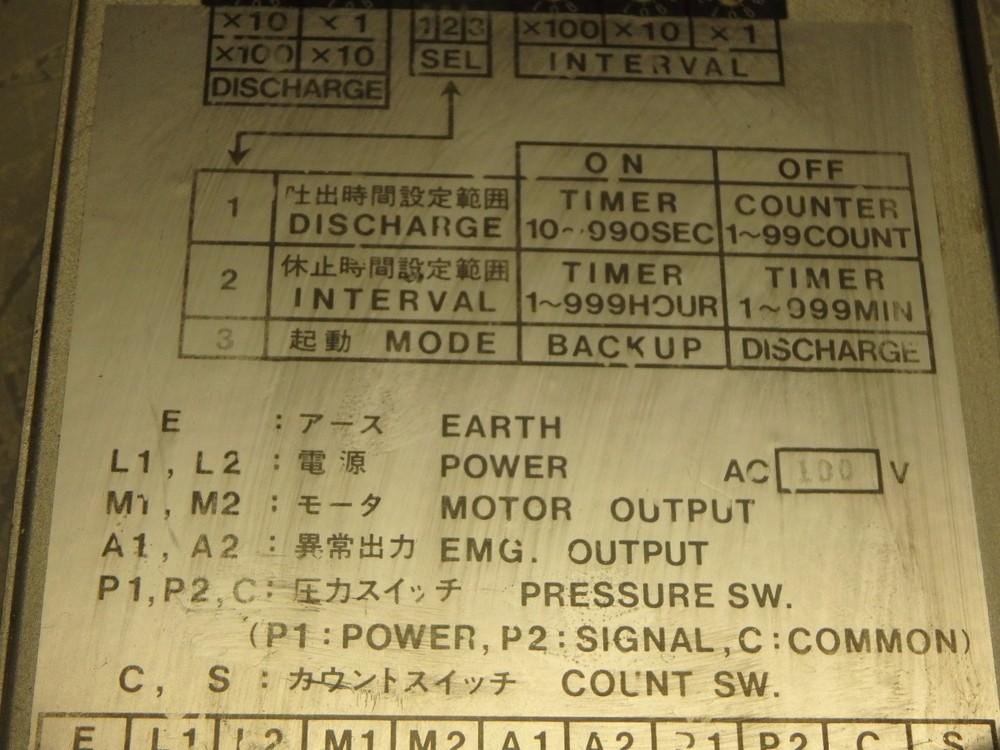 ×10 ×1 123 ×100 ×10 ×1
×100 ×10 SEL INTERVAL
DISCHARGE
ON OFF
1 吐出時間設定範囲 TIMER COUNTER
DISCHARGE 10~990SEC 1~99COUNT
2 休止時間設定範囲 TIMER TIMER
INTERVAL 1~999HOUR 1~999MIN
3 起動 MODE BACKUP DISCHARGE
E : アース EARTH
L1, L2 : 電源 POWER AC 100 V
M1, M2 : モータ MOTOR OUTPUT
A1, A2 : 異常出力 EMG. OUTPUT
P1, P2, C : 圧力スイッチ PRESSURE SW.
(P1:POWER, P2:SIGNAL, C:COMMON)
C, S : カウントスイッチ COUNT SW.
E L1 L2 M1 M2 A1 A2 P1 P2 C S